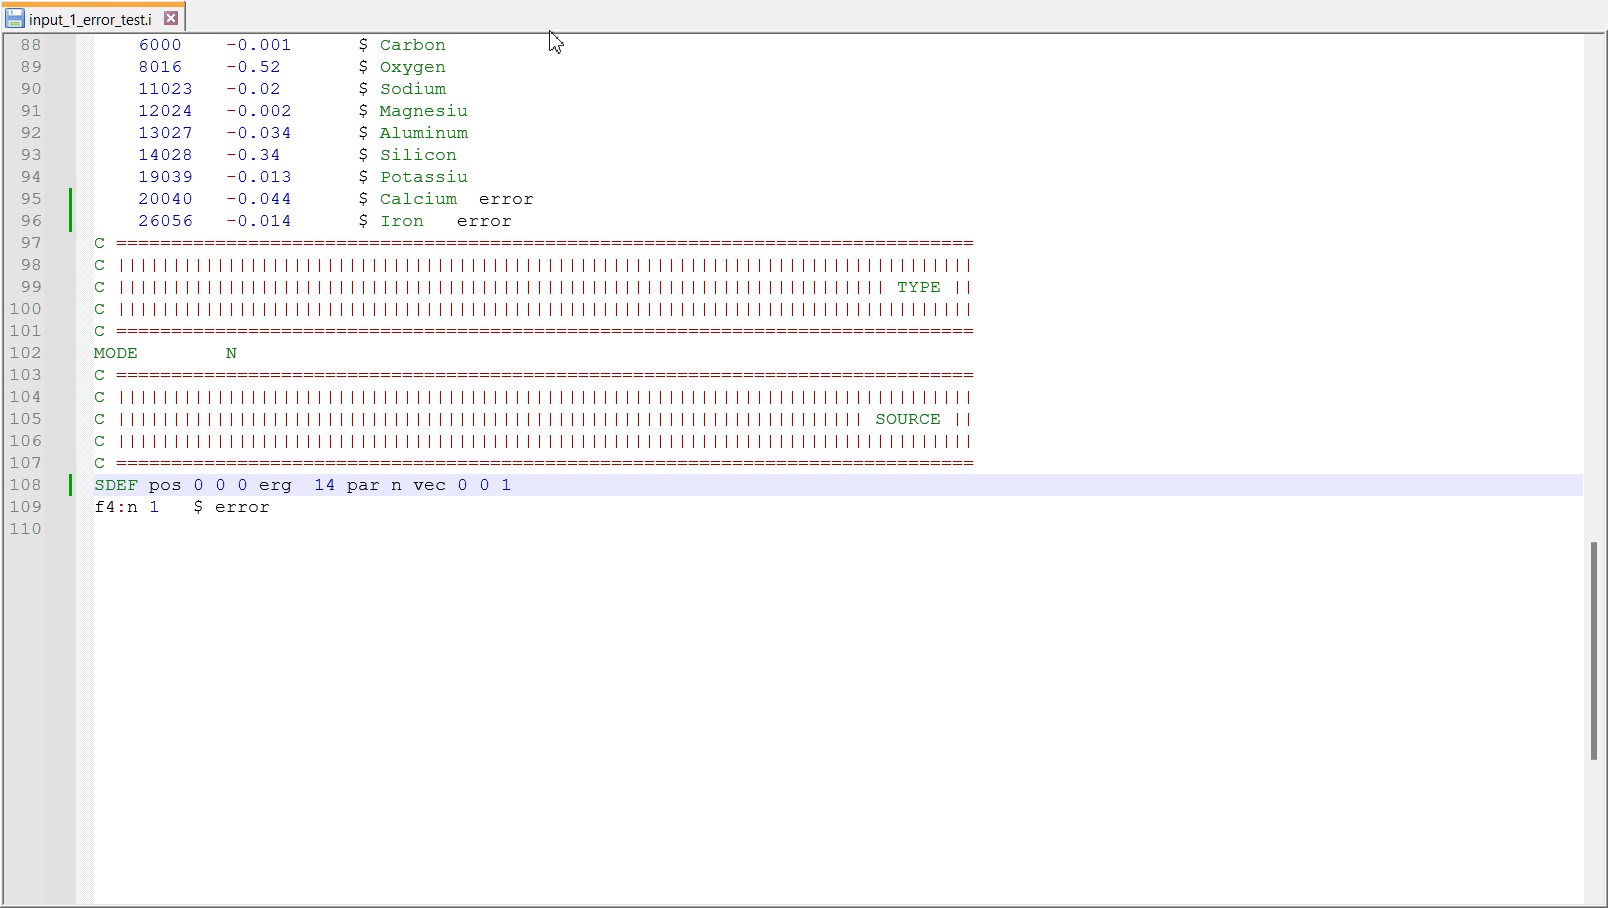 input_1_error_test.i
88 6000 -0.001 $ Carbon
89 8016 -0.52 $ Oxygen
90 11023 -0.02 $ Sodium
91 12024 -0.002 $ Magnesiu
92 13027 -0.034 $ Aluminum
93 14028 -0.34 $ Silicon
94 19039 -0.013 $ Potassiu
95 20040 -0.044 $ Calcium error
96 26056 -0.014 $ Iron error
97 C ==============================================================================
98 C ||||||||||||||||||||||||||||||||||||||||||||||||||||||||||||||||||||||||||||||
99 C |||||||||||||||||||||||||||||||||||||||||||||||||||||||||||||||||||||| TYPE ||
100 C ||||||||||||||||||||||||||||||||||||||||||||||||||||||||||||||||||||||||||||||
101 C ==============================================================================
102 MODE N
103 C ==============================================================================
104 C ||||||||||||||||||||||||||||||||||||||||||||||||||||||||||||||||||||||||||||||
105 C |||||||||||||||||||||||||||||||||||||||||||||||||||||||||||||||||||| SOURCE ||
106 C ||||||||||||||||||||||||||||||||||||||||||||||||||||||||||||||||||||||||||||||
107 C ==============================================================================
108 SDEF pos 0 0 0 erg 14 par n vec 0 0 1
109 f4:n 1 $ error
110